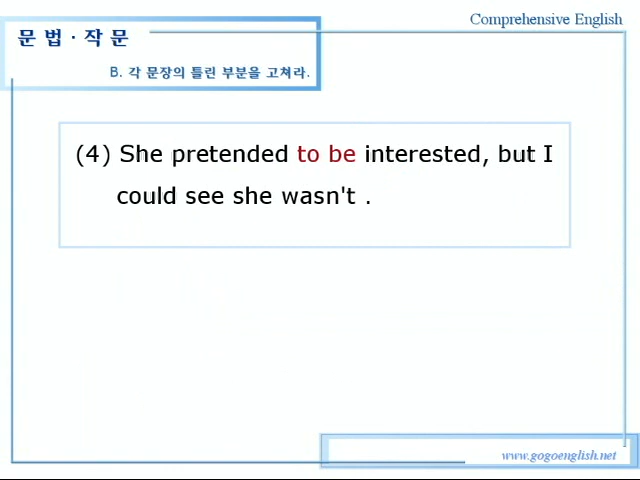 Comprehensive English
문 법 · 작 문
B. 각 문장의 틀린 부분을 고쳐라.
(4) She pretended to be interested, but I
could see she wasn't .
www.gogoenglish.net